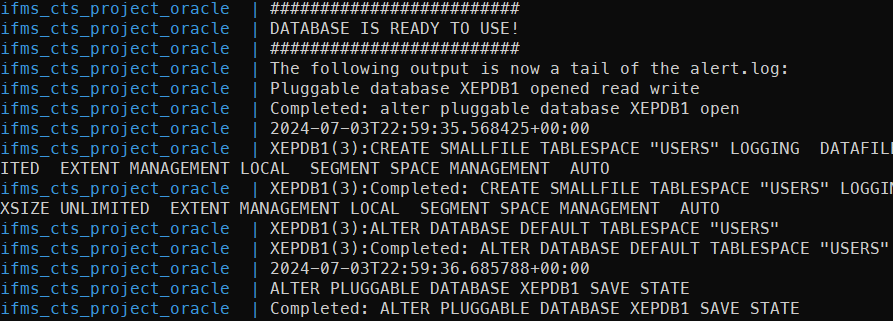 ifms_cts_project_oracle | #########################
ifms_cts_project_oracle | DATABASE IS READY TO USE!
ifms_cts_project_oracle | #########################
ifms_cts_project_oracle | The following output is now a tail of the alert.log:
ifms_cts_project_oracle | Pluggable database XEPDB1 opened read write
ifms_cts_project_oracle | Completed: alter pluggable database XEPDB1 open
ifms_cts_project_oracle | 2024-07-03T22:59:35.568425+00:00
ifms_cts_project_oracle | XEPDB1(3):CREATE SMALLFILE TABLESPACE "USERS" LOGGING  DATAFIL
ITED  EXTENT MANAGEMENT LOCAL  SEGMENT SPACE MANAGEMENT  AUTO
ifms_cts_project_oracle | XEPDB1(3):Completed: CREATE SMALLFILE TABLESPACE "USERS" LOGGIN
XSIZE UNLIMITED  EXTENT MANAGEMENT LOCAL  SEGMENT SPACE MANAGEMENT  AUTO
ifms_cts_project_oracle | XEPDB1(3):ALTER DATABASE DEFAULT TABLESPACE "USERS"
ifms_cts_project_oracle | XEPDB1(3):Completed: ALTER DATABASE DEFAULT TABLESPACE "USERS"
ifms_cts_project_oracle | 2024-07-03T22:59:36.685788+00:00
ifms_cts_project_oracle | ALTER PLUGGABLE DATABASE XEPDB1 SAVE STATE
ifms_cts_project_oracle | Completed: ALTER PLUGGABLE DATABASE XEPDB1 SAVE STATE